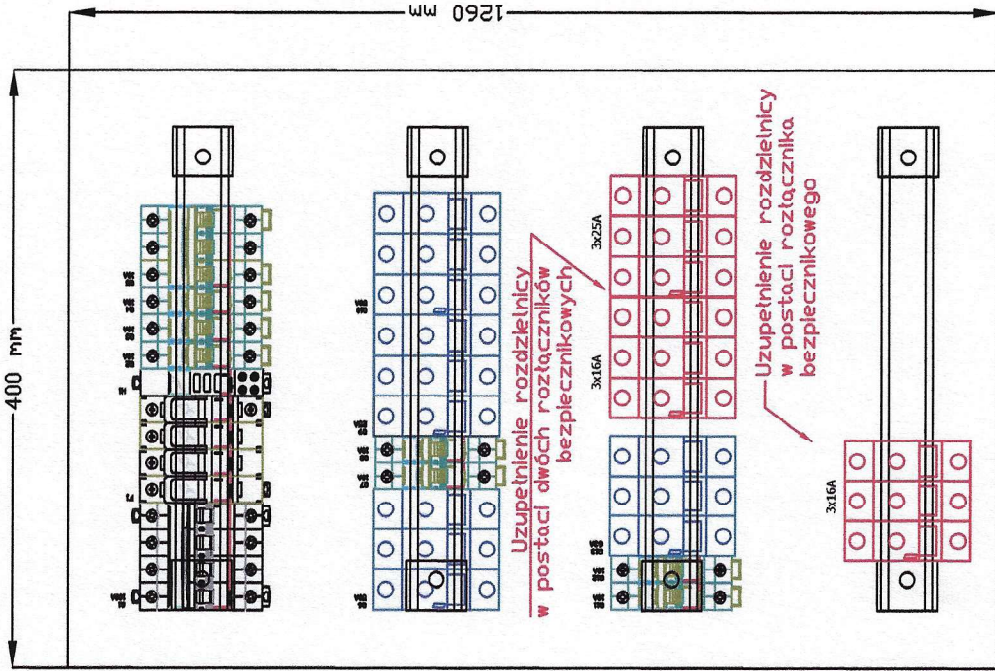 1260 mm
400 mm
Uzupełnienie rozdzielnicy
w postaci dwóch rozłączników
bezpiecznikowych
3x25A
3x16A
Uzupełnienie rozdzielnicy
w postaci rozłącznika
bezpiecznikowego
3x16A